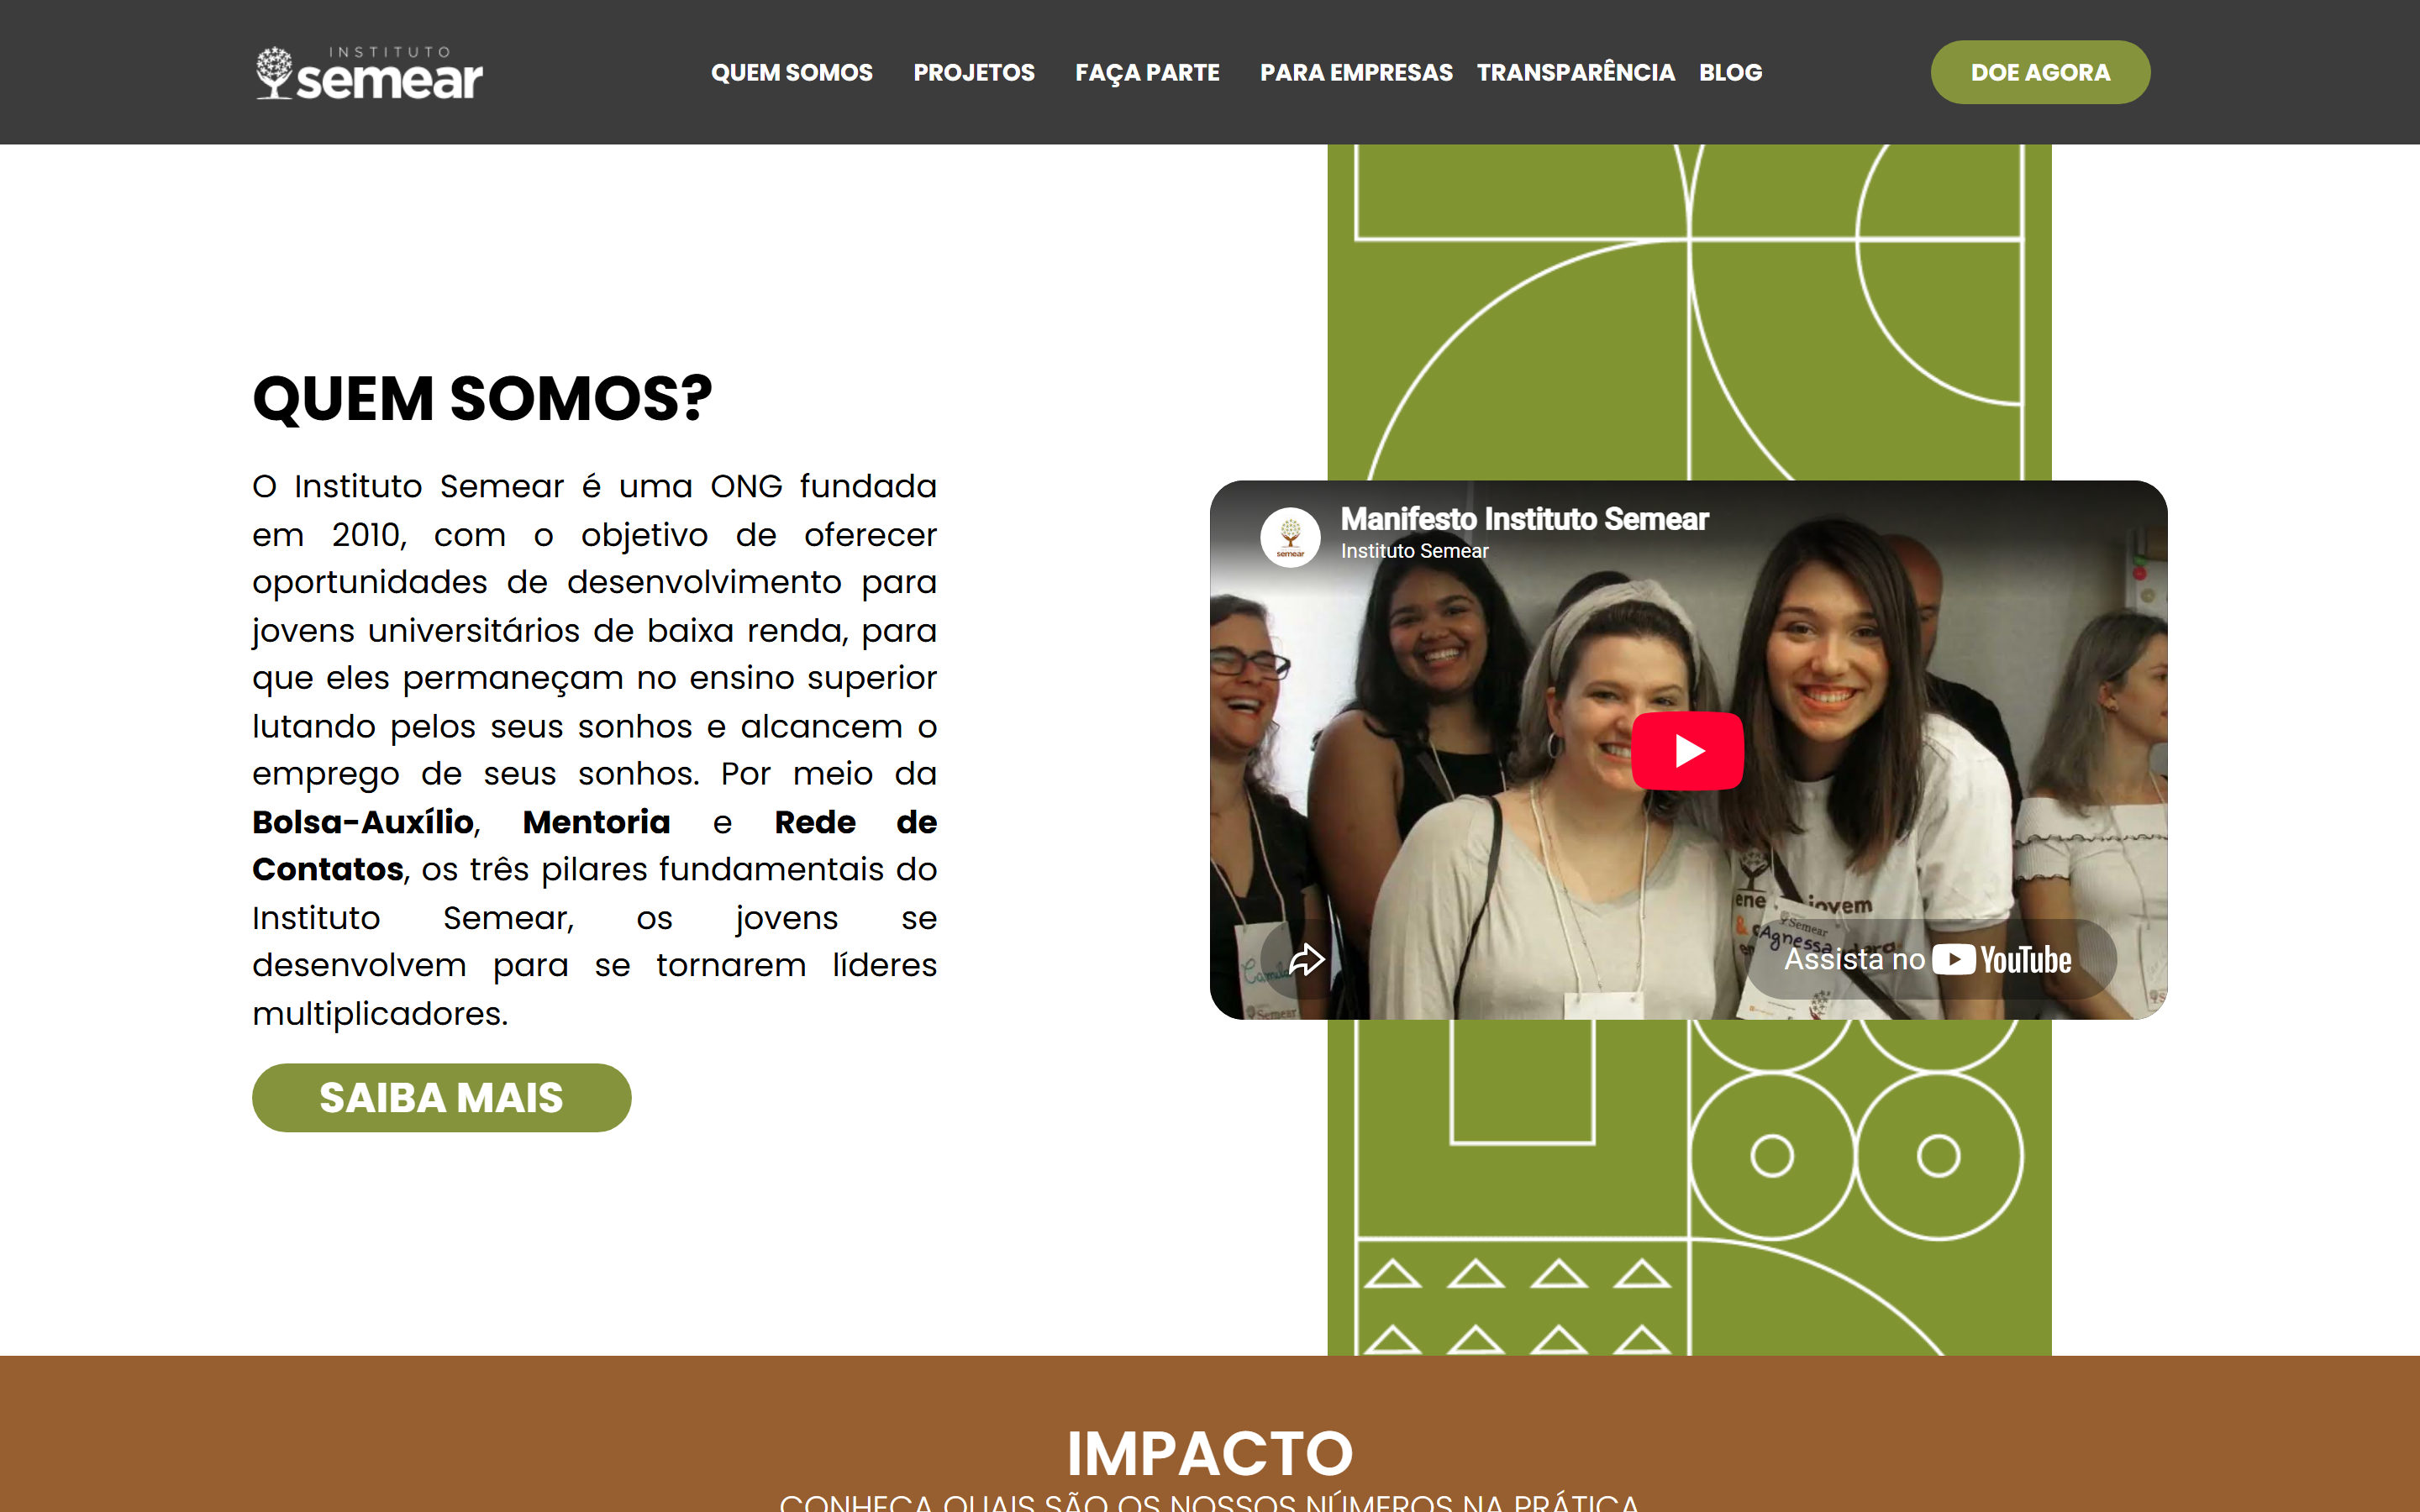 INSTITUTO
semear
QUEM SOMOS PROJETOS FAÇA PARTE PARA EMPRESAS TRANSPARÊNCIA BLOG
DOE AGORA
QUEM SOMOS?
O Instituto Semear é uma ONG fundada
em 2010, com o objetivo de oferecer
oportunidades de desenvolvimento para
jovens universitários de baixa renda, para
que eles permaneçam no ensino superior
lutando pelos seus sonhos e alcancem o
emprego de seus sonhos. Por meio da
Bolsa-Auxílio, Mentoria e Rede de
Contatos, os três pilares fundamentais do
Instituto Semear, os jovens se
desenvolvem para se tornarem líderes
multiplicadores.
SAIBA MAIS
semear
Manifesto Instituto Semear
Instituto Semear
jovem
Semear
Agnessa
Assista no YouTube
Semear
IMPACTO
CONHEÇA QUAIS SÃO OS NOSSOS NÚMEROS NA PRÁTICA